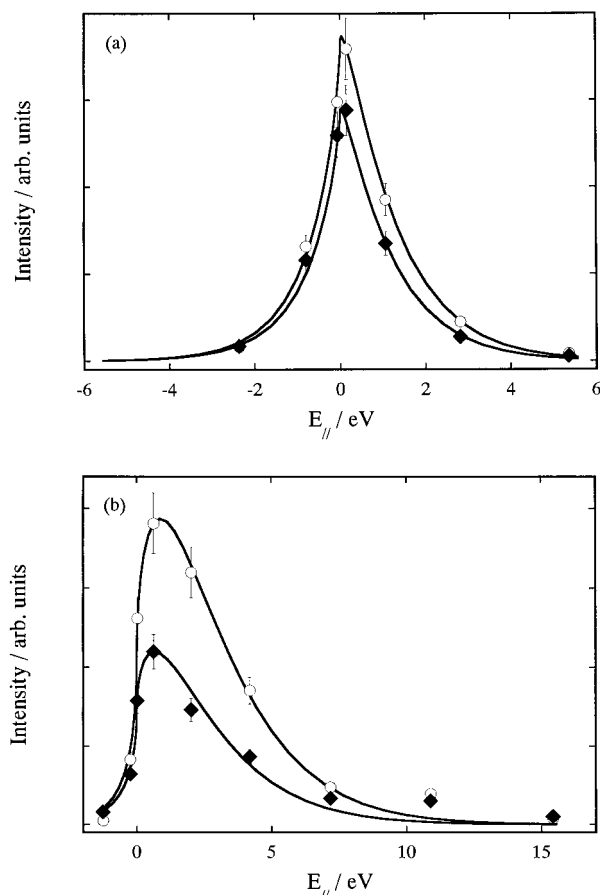 (a)
Intensity / arb. units
-6 -4 -2 0 2 4 6
E// / eV
(b)
Intensity / arb. units
0 5 10 15
E// / eV